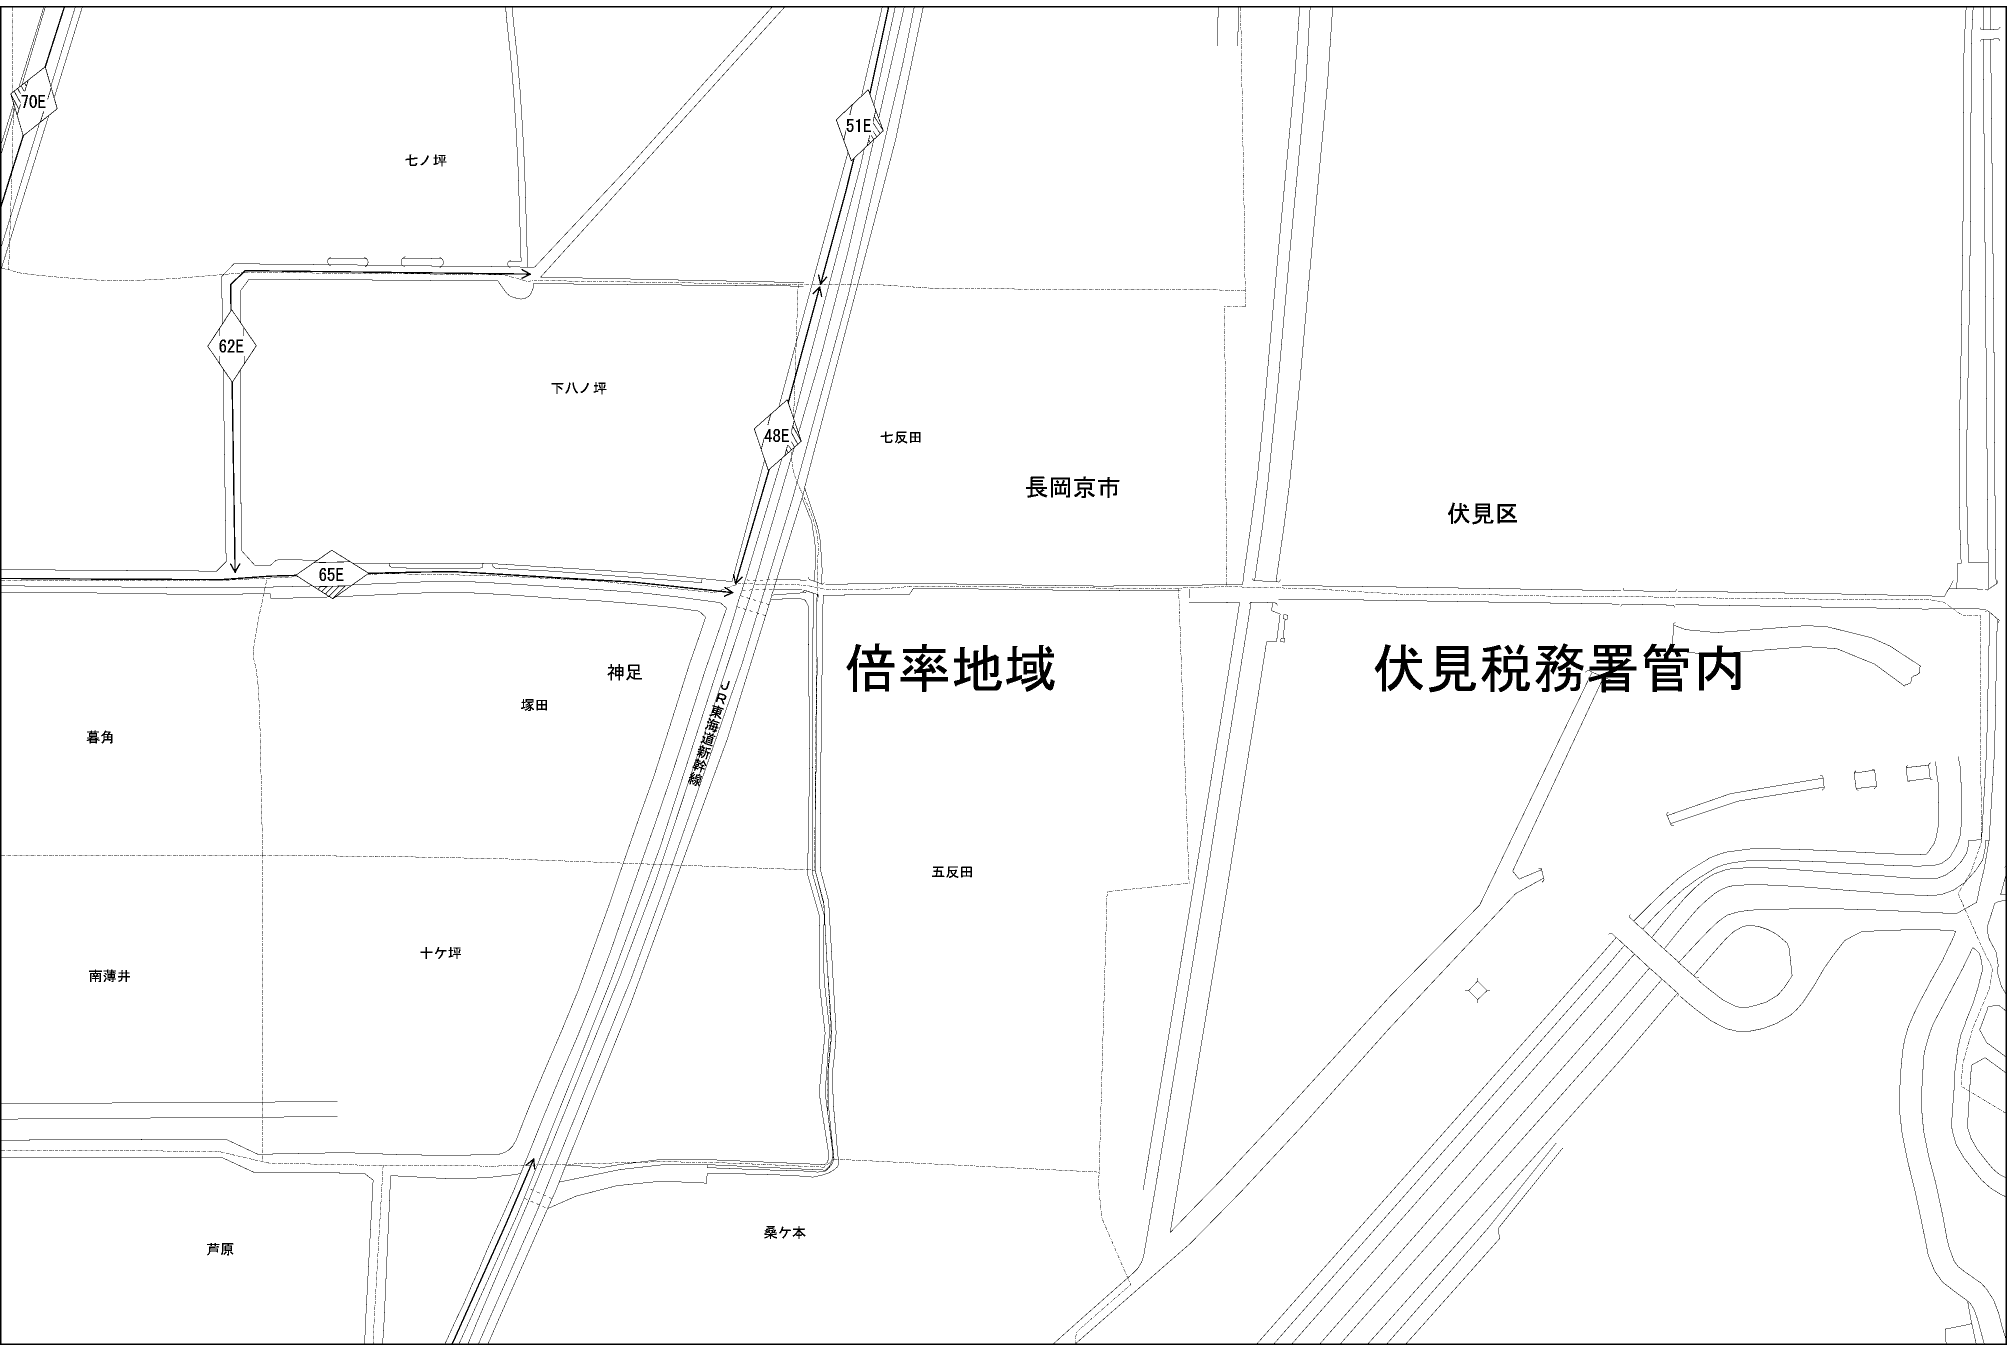 70E
51E
七ノ坪
62E
下八ノ坪
48E
七反田
長岡京市
伏見区
65E
神足
倍率地域
伏見税務署管内
塚田
JR東海道新幹線
暮角
五反田
十ケ坪
南薄井
桑ケ本
芦原